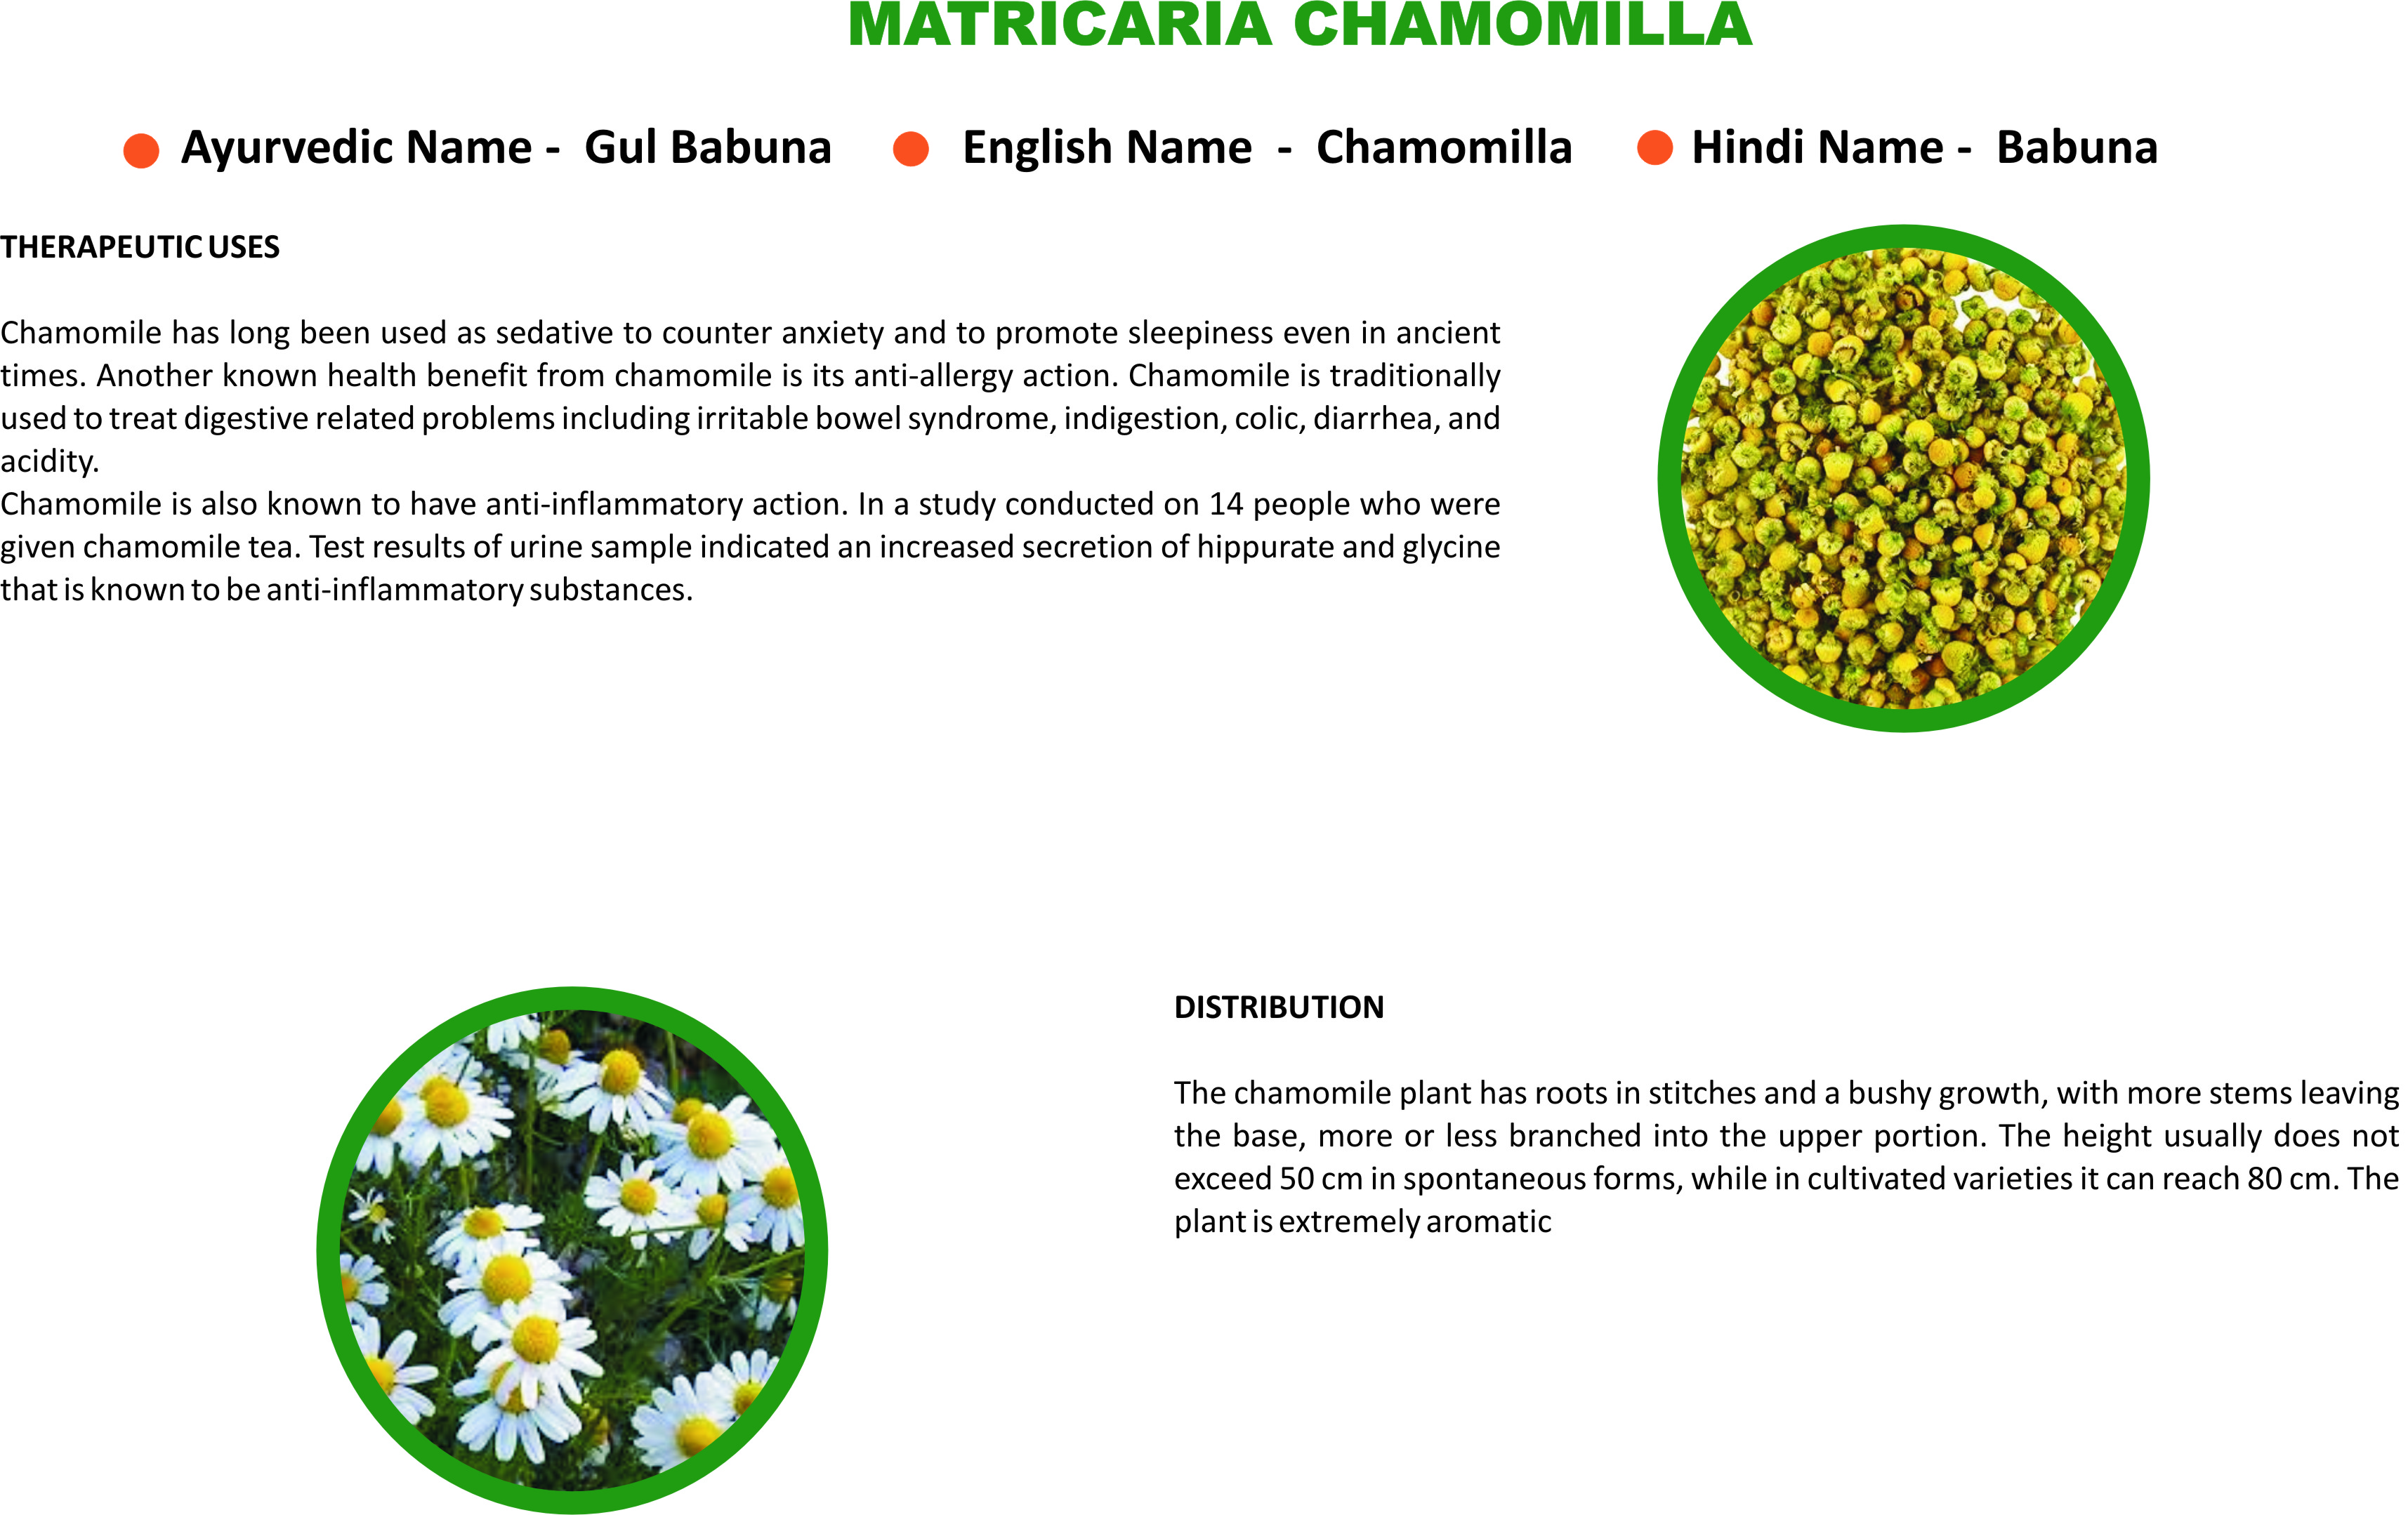 MATRICARIA CHAMOMILLA
Ayurvedic Name - Gul Babuna
English Name - Chamomilla
Hindi Name - Babuna
THERAPEUTIC USES
Chamomile has long been used as sedative to counter anxiety and to promote sleepiness even in ancient
times. Another known health benefit from chamomile is its anti-allergy action. Chamomile is traditionally
used to treat digestive related problems including irritable bowel syndrome, indigestion, colic, diarrhea, and
acidity.
Chamomile is also known to have anti-inflammatory action. In a study conducted on 14 people who were
given chamomile tea. Test results of urine sample indicated an increased secretion of hippurate and glycine
that is known to be anti-inflammatory substances.
DISTRIBUTION
The chamomile plant has roots in stitches and a bushy growth, with more stems leaving
the base, more or less branched into the upper portion. The height usually does not
exceed 50 cm in spontaneous forms, while in cultivated varieties it can reach 80 cm. The
plant is extremely aromatic